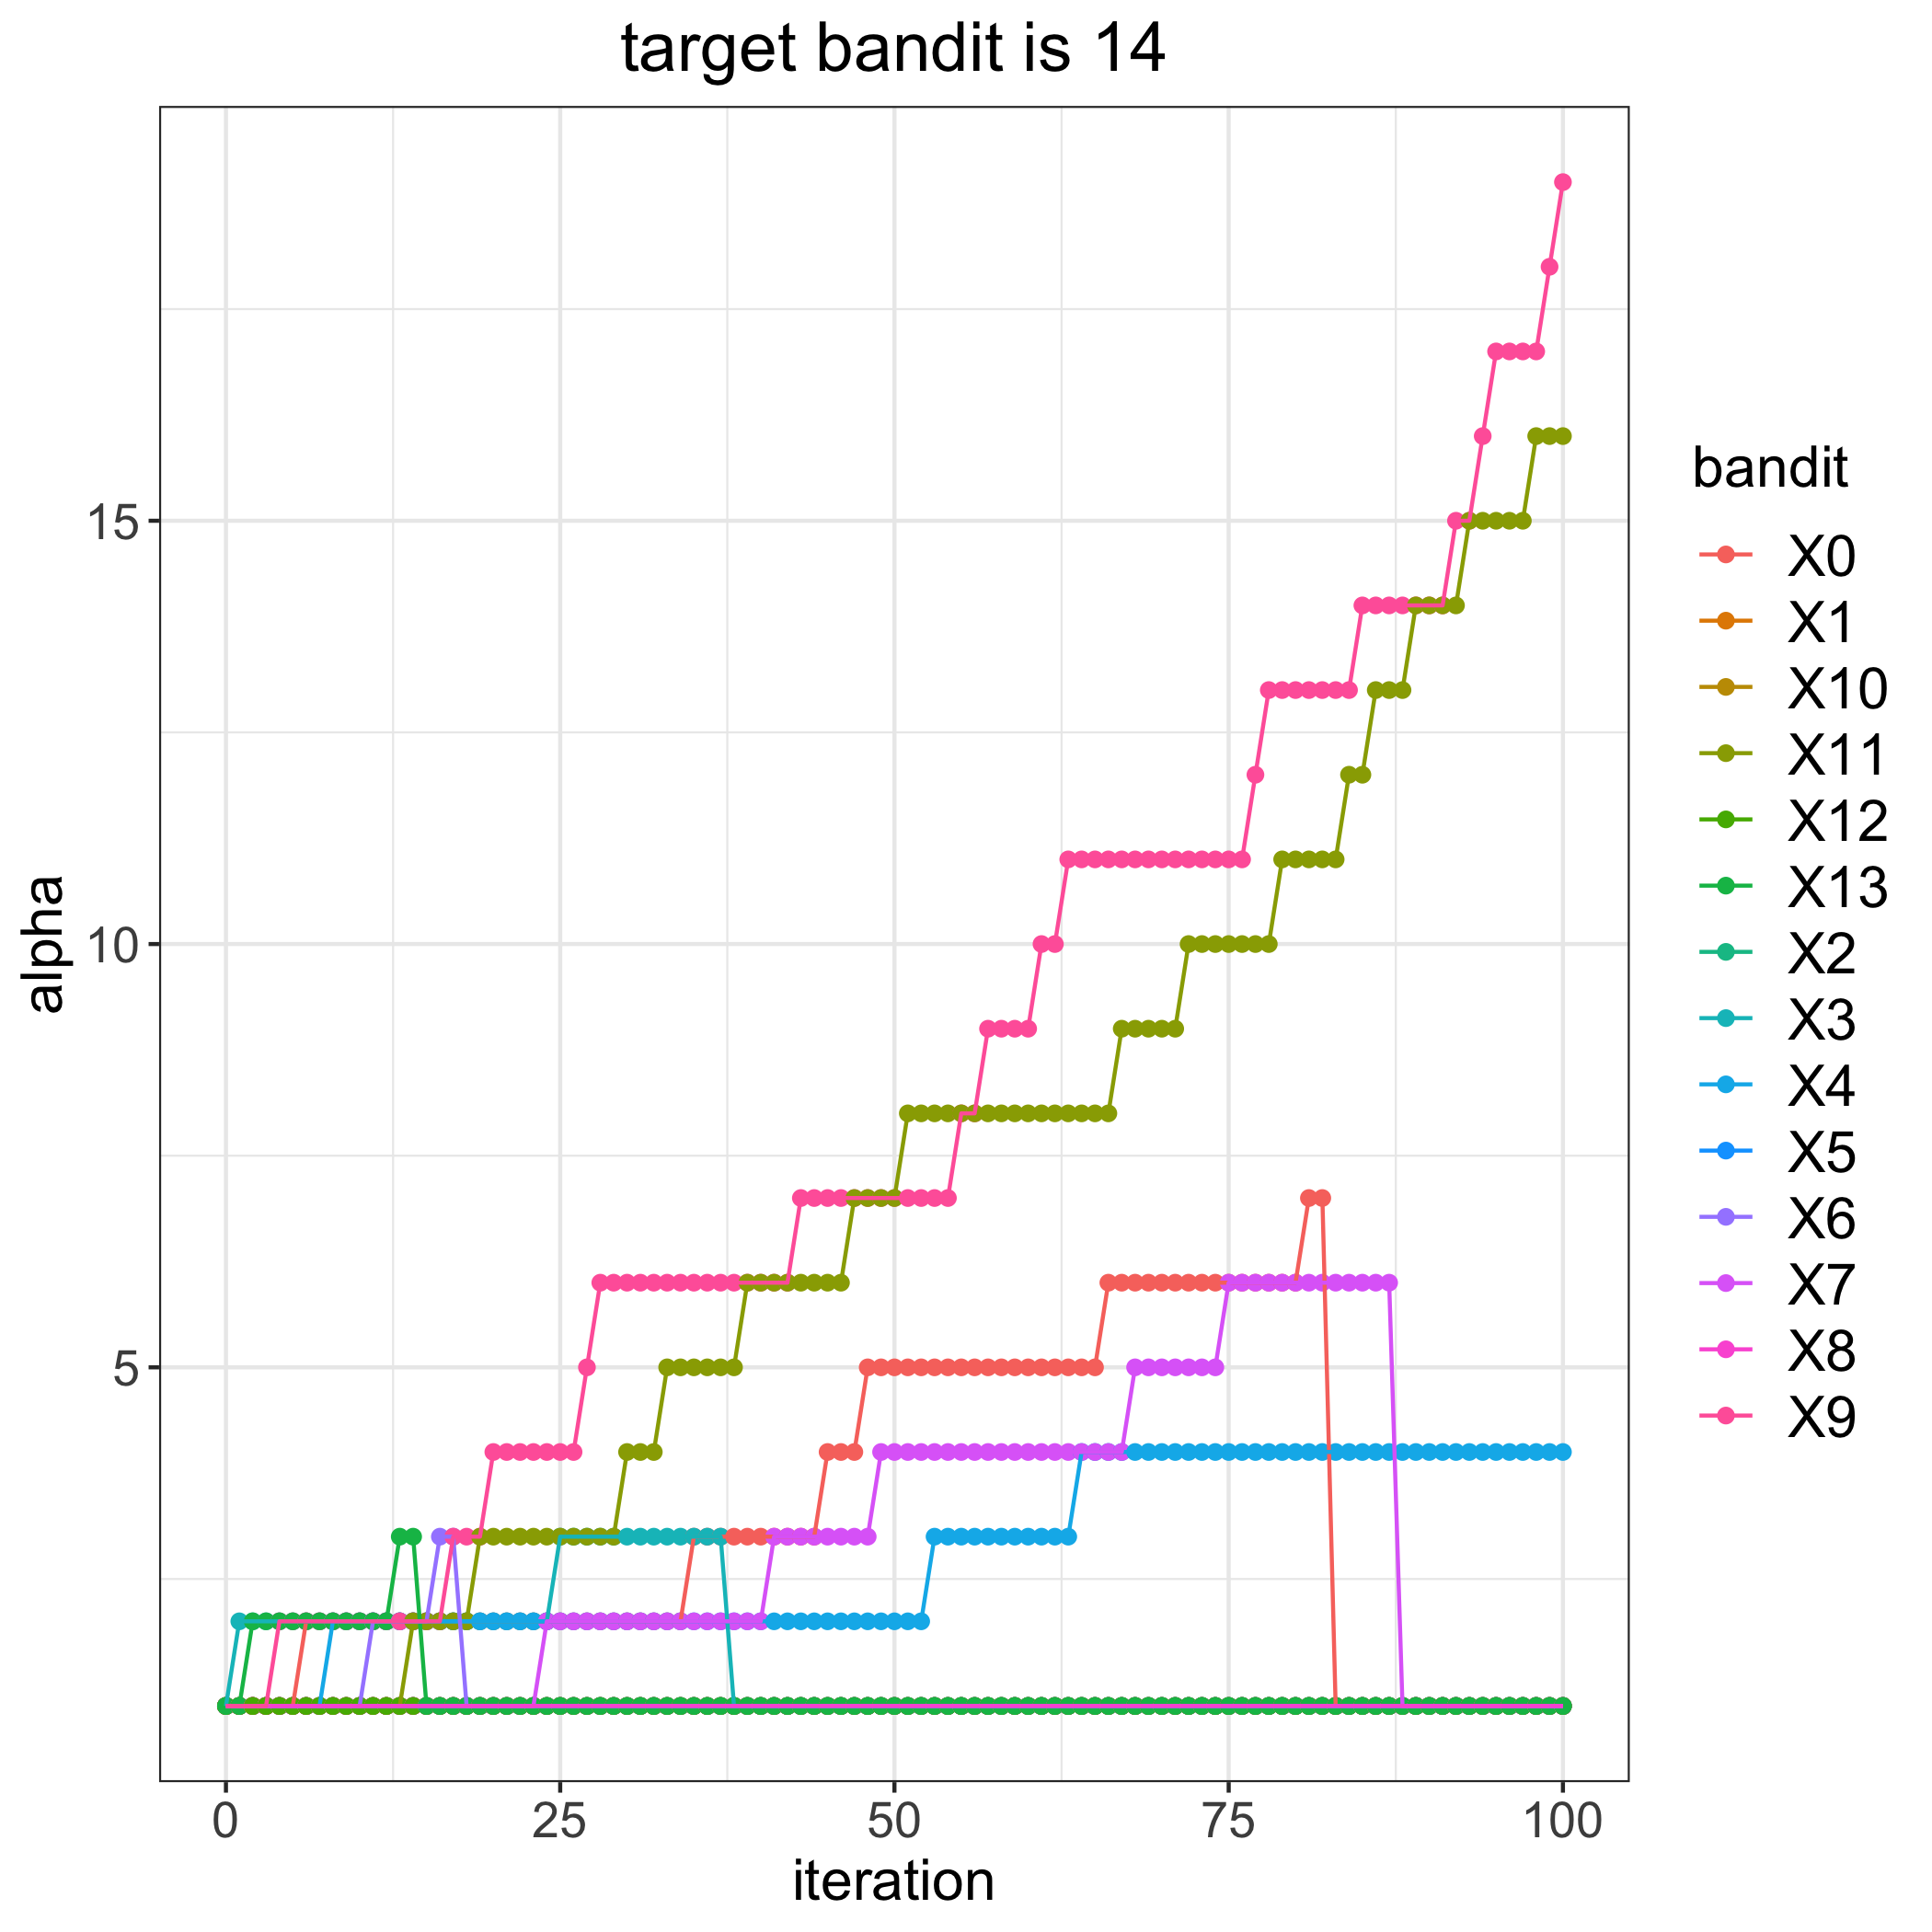 target bandit is 14
alpha
15
10
5
0
25
50
75
100
iteration
bandit
X0
X1
X10
X11
X12
X13
X2
X3
X4
X5
X6
X7
X8
X9